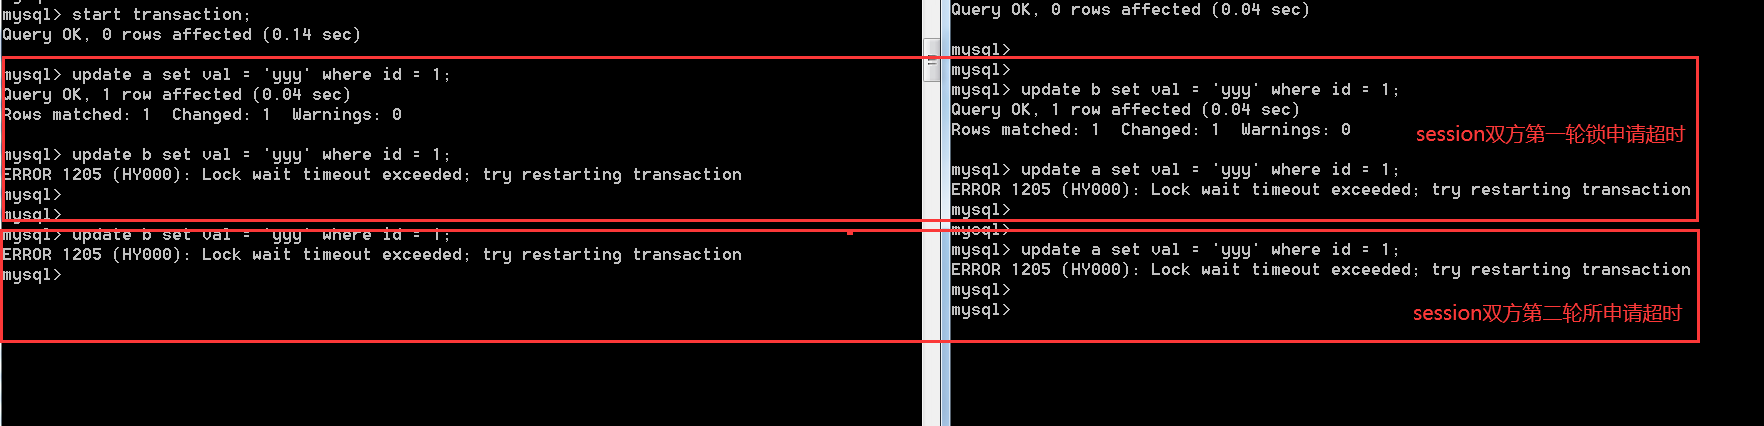 mysql> start transaction;
Query OK, 0 rows affected (0.14 sec)
mysql> update a set val = 'yyy' where id = 1;
Query OK, 1 row affected (0.04 sec)
Rows matched: 1  Changed: 1  Warnings: 0
mysql> update b set val = 'yyy' where id = 1;
ERROR 1205 (HY000): Lock wait timeout exceeded; try restarting transaction
mysql>
mysql>
mysql> update b set val = 'yyy' where id = 1;
ERROR 1205 (HY000): Lock wait timeout exceeded; try restarting transaction
mysql>
Query OK, 0 rows affected (0.04 sec)
mysql>
mysql>
mysql> update b set val = 'yyy' where id = 1;
Query OK, 1 row affected (0.04 sec)
Rows matched: 1  Changed: 1  Warnings: 0
session双方第一轮锁申请超时
mysql> update a set val = 'yyy' where id = 1;
ERROR 1205 (HY000): Lock wait timeout exceeded; try restarting transaction
mysql>
mysql>
mysql> update a set val = 'yyy' where id = 1;
ERROR 1205 (HY000): Lock wait timeout exceeded; try restarting transaction
mysql>
mysql>
session双方第二轮所申请超时